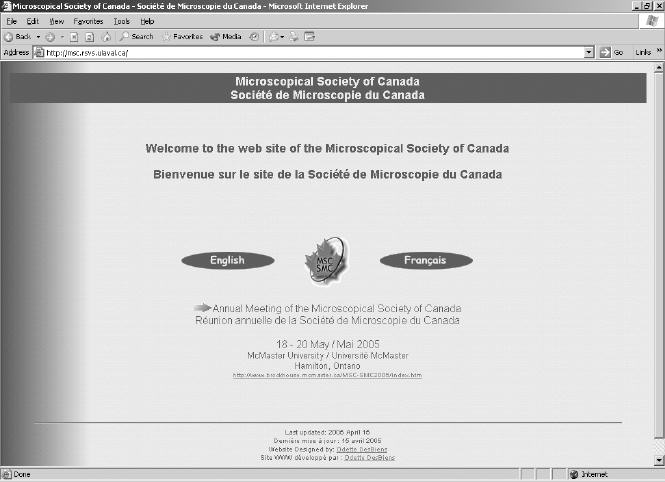 Microscopical Society of Canada - Société de Microscopie du Canada - Microsoft Internet Explorer
File Edit View Favorites Tools Help
Back Search Favorites Media
Address http://msc.rsvs.ulaval.ca/ Go Links »
Microscopical Society of Canada
Société de Microscopie du Canada
Welcome to the web site of the Microscopical Society of Canada
Bienvenue sur le site de la Société de Microscopie du Canada
English
MSC
SMC
Français
Annual Meeting of the Microscopical Society of Canada
Réunion annuelle de la Société de Microscopie du Canada
18 - 20 May / Mai 2005
McMaster University / Université McMaster
Hamilton, Ontario
http://www.brockhouse.mcmaster.ca/MSC-SMC2005/index.htm
Last updated: 2005 April 15
Dernière mise à jour : 15 avril 2005
Website Designed by: Odette DesBiens
Site WWW développé par : Odette DesBiens
Done Internet